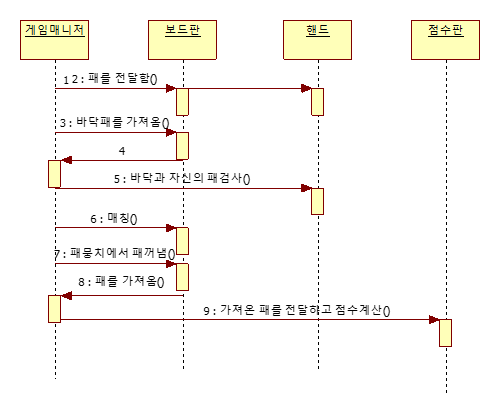 게임매니저
보드판
핸드
점수판
1 2 : 패를 전달함()
3 : 바닥패를 가져옴()
4
5 : 바닥과 자신의 패검사()
6 : 매칭()
7 : 패뭉치에서 패꺼냄()
8 : 패를 가져옴()
9 : 가져온 패를 전달하고 점수계산()